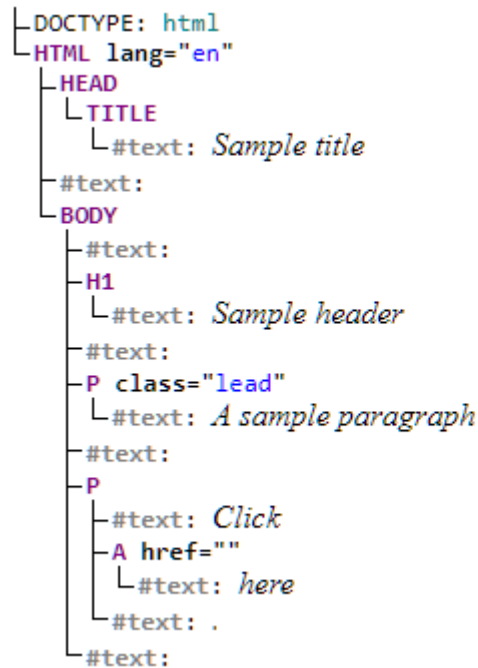 DOCTYPE: html
HTML lang="en"
HEAD
TITLE
#text: Sample title
#text:
BODY
#text:
H1
#text: Sample header
#text:
P class="lead"
#text: A sample paragraph
#text:
P
#text: Click
A href=""
#text: here
#text: .
#text: